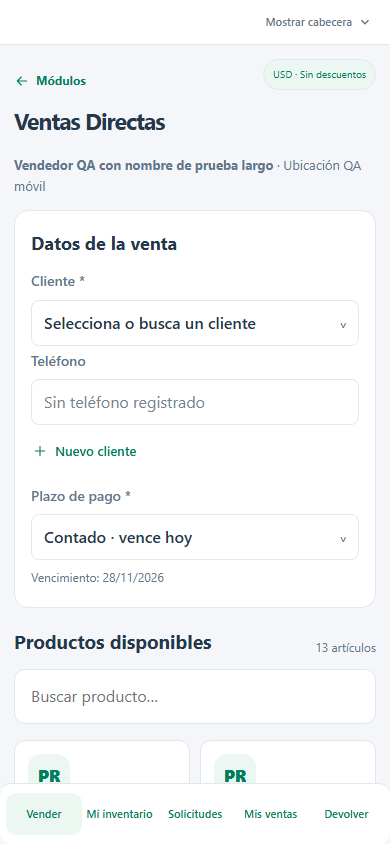 Mostrar cabecera
Módulos
USD · Sin descuentos
Ventas Directas
Vendedor QA con nombre de prueba largo · Ubicación QA
móvil
Datos de la venta
Cliente *
Selecciona o busca un cliente
Teléfono
Sin teléfono registrado
+ Nuevo cliente
Plazo de pago *
Contado · vence hoy
Vencimiento: 28/11/2026
Productos disponibles
13 artículos
Buscar producto...
PR PR
Vender Mi inventario Solicitudes Mis ventas Devolver